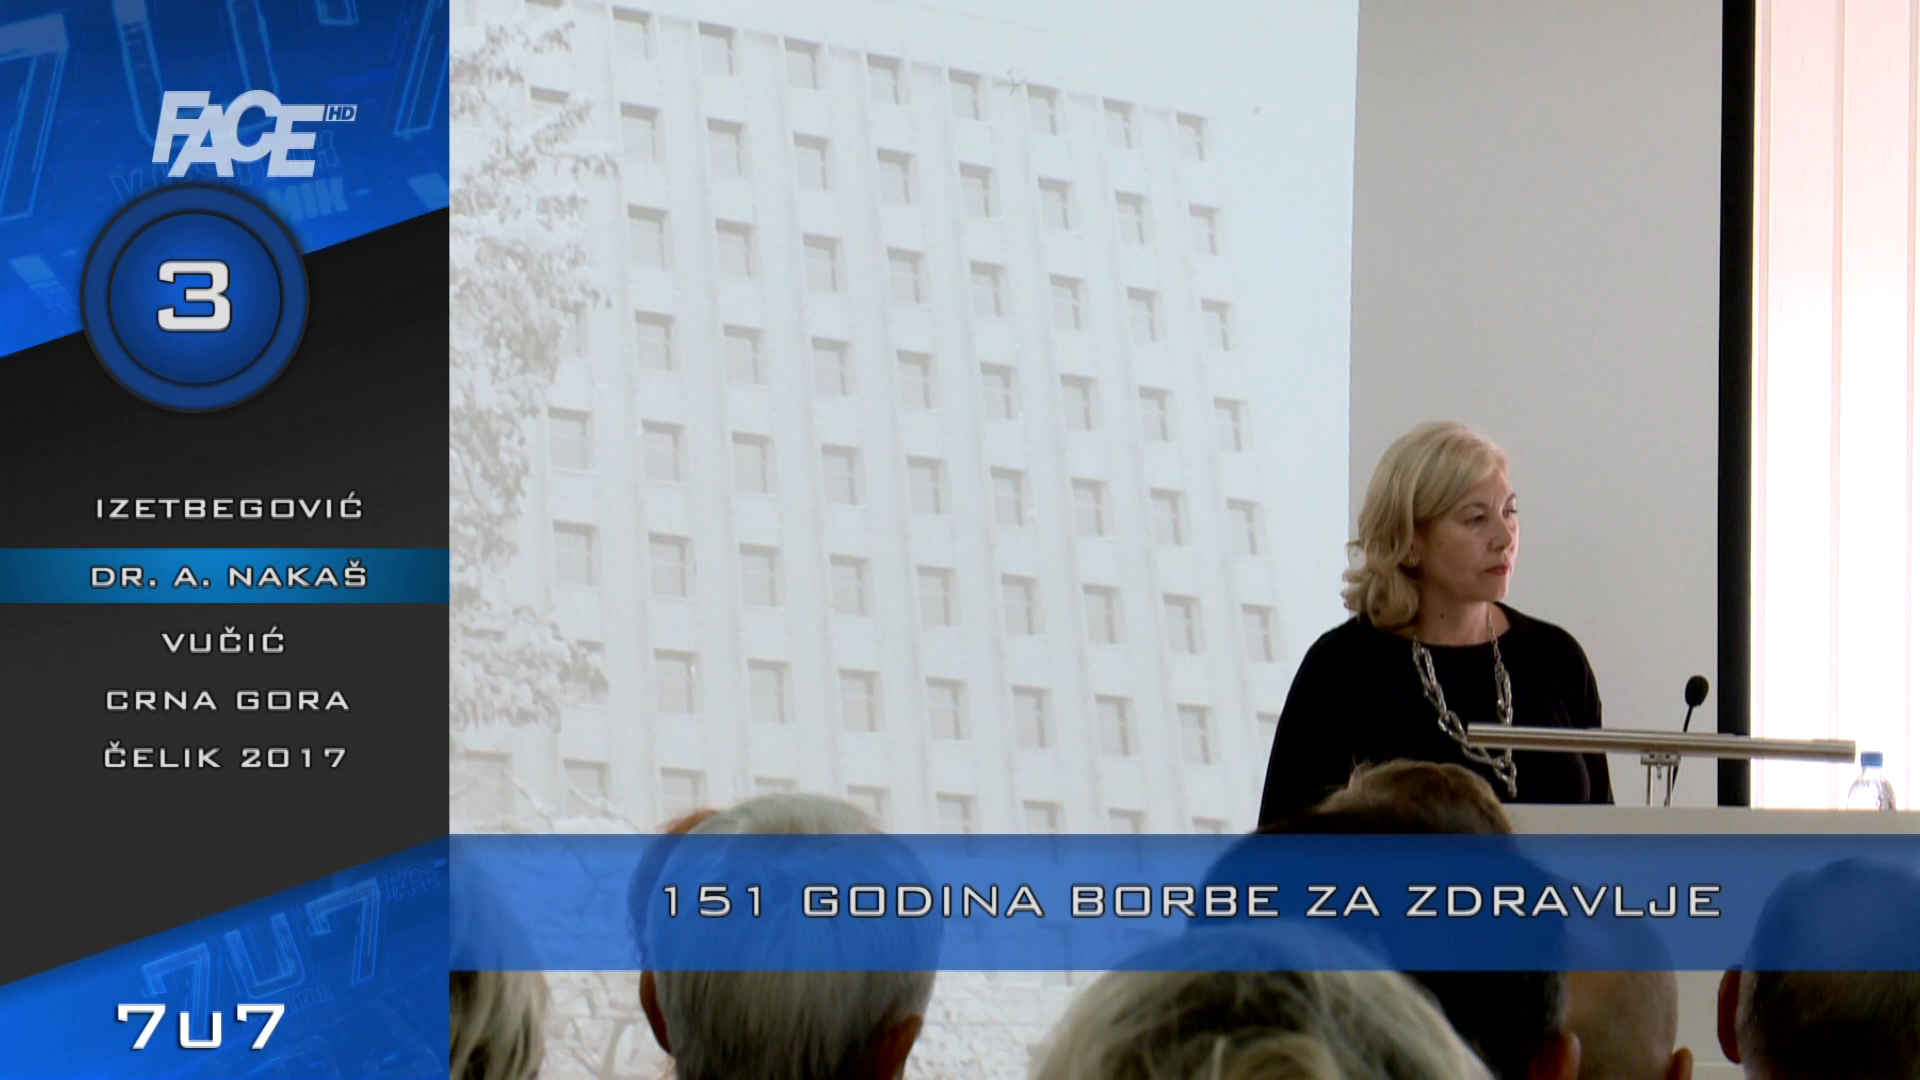 FACE HD
3
IZETBEGOVIĆ
DR. A. NAKAŠ
VUČIĆ
CRNA GORA
ČELIK 2017
151 GODINA BORBE ZA ZDRAVLJE
7u7